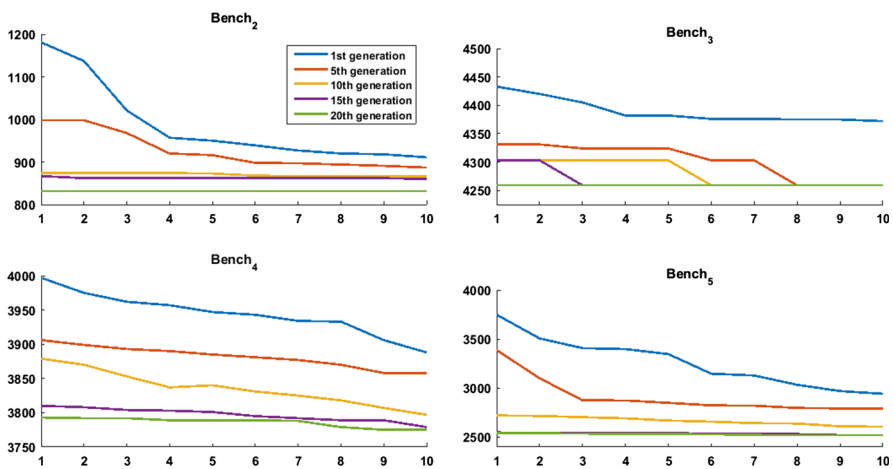 Bench2
1200
1100
1000
900
800
1 2 3 4 5 6 7 8 9 10
1st generation
5th generation
10th generation
15th generation
20th generation
Bench3
4500
4450
4400
4350
4300
4250
1 2 3 4 5 6 7 8 9 10
Bench4
4000
3950
3900
3850
3800
3750
1 2 3 4 5 6 7 8 9 10
Bench5
4000
3500
3000
2500
1 2 3 4 5 6 7 8 9 10